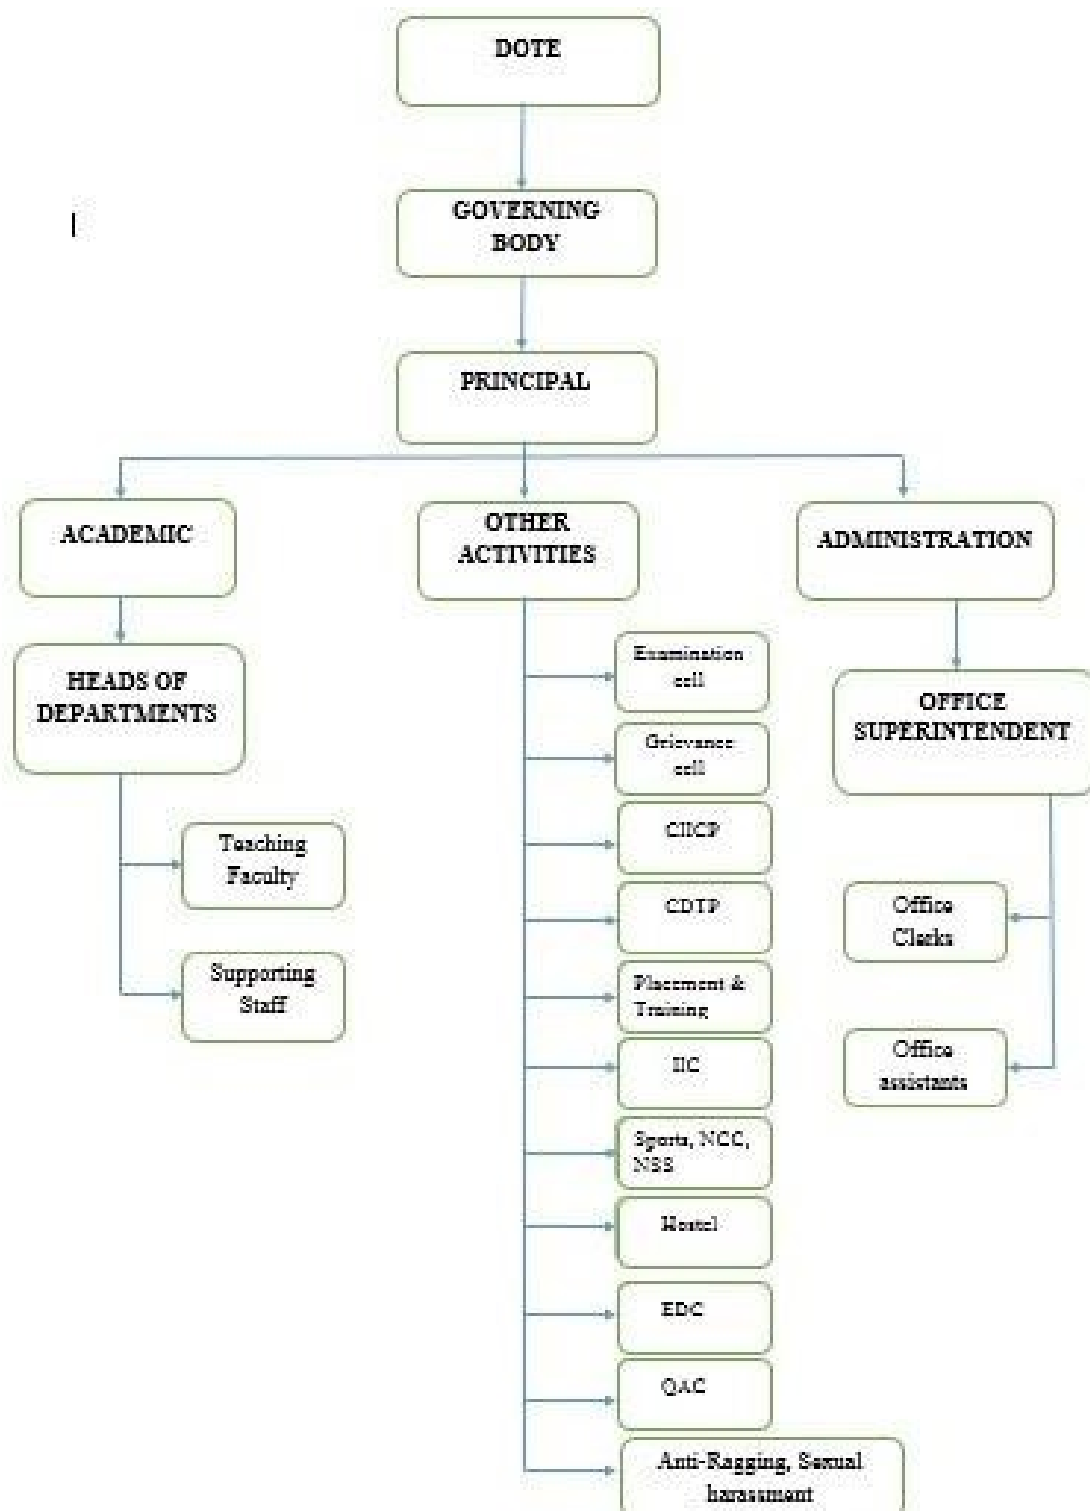 DOTE
GOVERNING
BODY
PRINCIPAL
ACADEMIC
OTHER
ACTIVITIES
ADMINISTRATION
HEADS OF
DEPARTMENTS
Teaching
Faculty
Supporting
Staff
Examination
cell
Grievance
cell
CIICP
CDTP
Placement &
Training
IIC
Sports, NCC,
NSS
Hostel
EDC
QAC
Anti-Ragging, Sexual
harassment
OFFICE
SUPERINTENDENT
Office
Clerks
Office
assistants